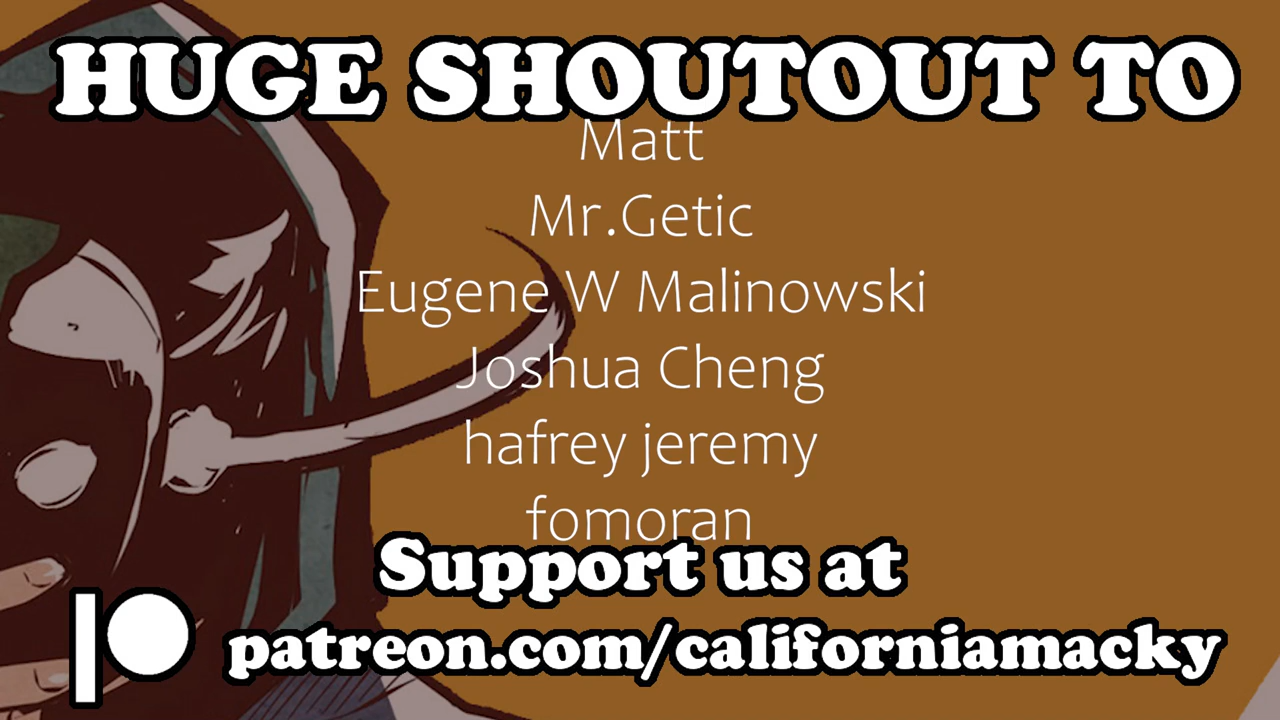 HUGE SHOUTOUT TO
Matt
Mr.Getic
Eugene W Malinowski
Joshua Cheng
hafrey jeremy
fomoran
Support us at
patreon.com/californiamacky